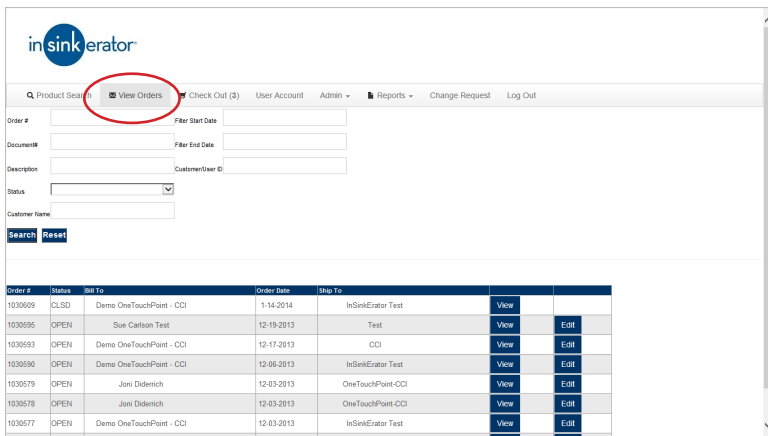 insinkerator
Product Search View Orders Check Out (3) User Account Admin Reports Change Request Log Out
Order # Filter Start Date
Document# Filter End Date
Description Customer/User ID
Status
Customer Name
Search Reset
Order # Status Bill To Order Date Ship To
1030609 CLSD Demo OneTouchPoint - CCI 1-14-2014 InSinkErator Test View
1030595 OPEN Sue Carlson Test 12-19-2013 Test View Edit
1030593 OPEN Demo OneTouchPoint - CCI 12-17-2013 CCI View Edit
1030590 OPEN Demo OneTouchPoint - CCI 12-06-2013 InSinkErator Test View Edit
1030579 OPEN Joni Diderrich 12-03-2013 OneTouchPoint-CCI View Edit
1030578 OPEN Joni Diderrich 12-03-2013 OneTouchPoint-CCI View Edit
1030577 OPEN Demo OneTouchPoint - CCI 12-03-2013 InSinkErator Test View Edit